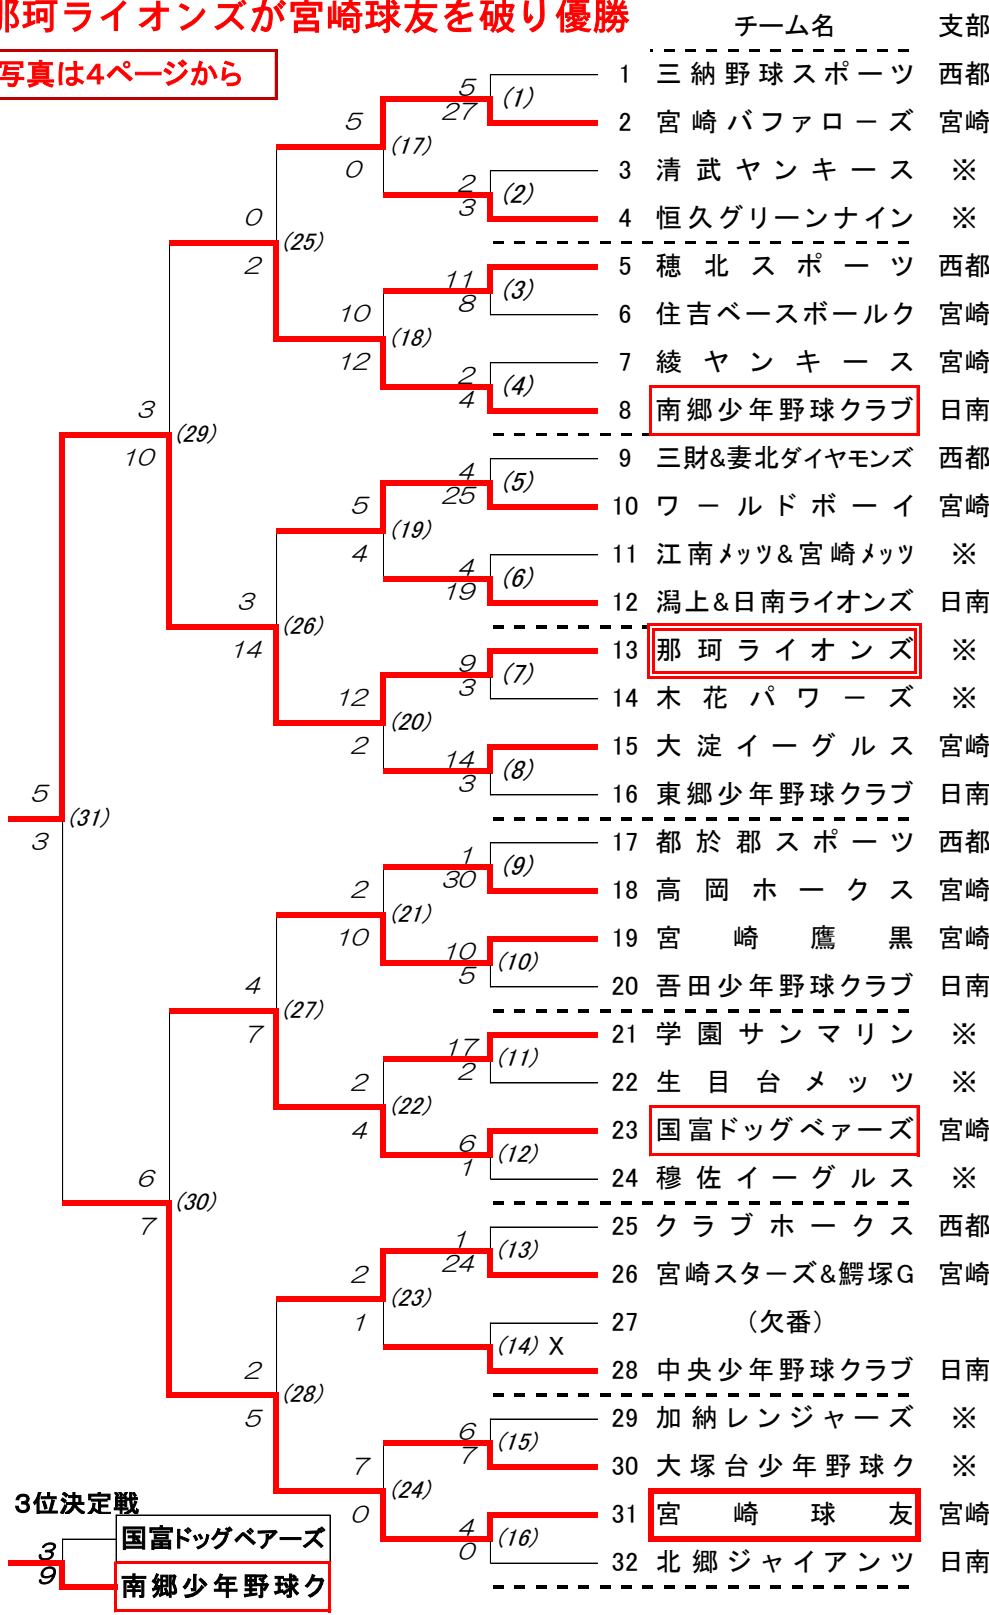 那珂ライオンズが宮崎球友を破り優勝
チーム名 支部
写真は4ページから
1 三納野球スポーツ 西都
5 (1)
27
2 宮崎バファローズ 宮崎
5 (17)
0
3 清武ヤンキース ※
2 (2)
3
4 恒久グリーンナイン ※
0 (25)
2
5 穂北スポーツ 西都
11 (3)
8
6 住吉ベースボールク 宮崎
10 (18)
12
7 綾ヤンキース 宮崎
2 (4)
4
8 南郷少年野球クラブ 日南
3 (29)
10
9 三財&妻北ダイヤモンズ 西都
4 (5)
25
10 ワールドボーイ 宮崎
5 (19)
4
11 江南メッツ&宮崎メッツ ※
4 (6)
19
12 潟上&日南ライオンズ 日南
3 (26)
14
13 那珂ライオンズ ※
9 (7)
3
14 木花パワーズ ※
12 (20)
2
15 大淀イーグルス 宮崎
14 (8)
3
16 東郷少年野球クラブ 日南
5 (31)
3
17 都於郡スポーツ 西都
1 (9)
30
18 高岡ホークス 宮崎
2 (21)
10
19 宮崎鷹黒 宮崎
10 (10)
5
20 吾田少年野球クラブ 日南
4 (27)
7
21 学園サンマリン ※
17 (11)
2
22 生目台メッツ ※
2 (22)
4
23 国富ドッグベァーズ 宮崎
6 (12)
1
24 穆佐イーグルス ※
6 (30)
7
25 クラブホークス 西都
1 (13)
24
26 宮崎スターズ&鰐塚G 宮崎
2 (23)
1
27 (欠番)
(14) X
28 中央少年野球クラブ 日南
2 (28)
5
29 加納レンジャーズ ※
6 (15)
7
30 大塚台少年野球ク ※
7 (24)
0
31 宮崎球友 宮崎
4 (16)
0
32 北郷ジャイアンツ 日南
3位決定戦
国富ドッグベアーズ
3
9
南郷少年野球ク